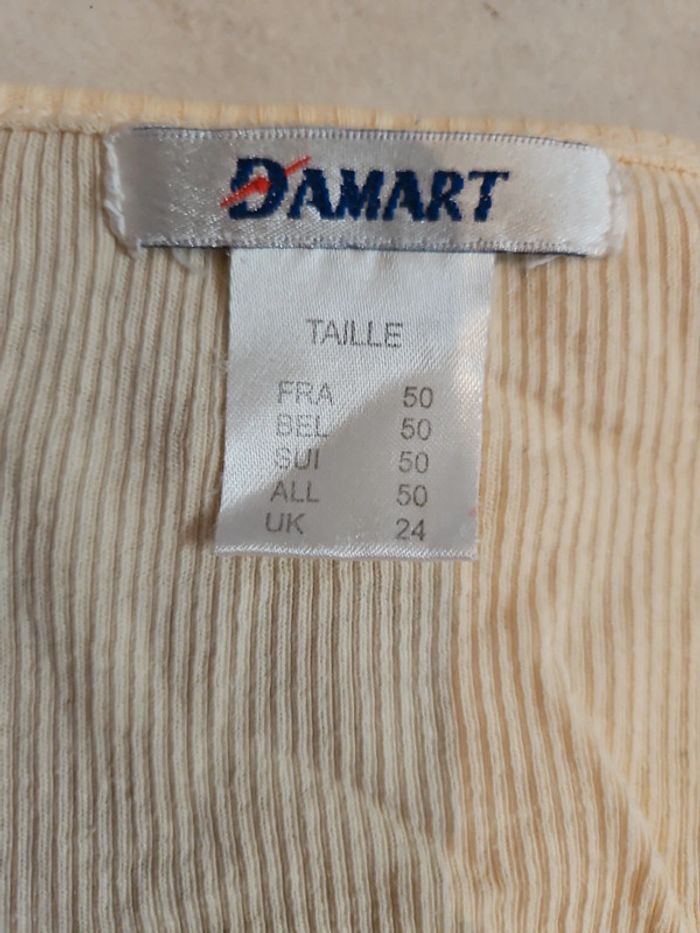 DAMART
TAILLE
FRA 50
BEL 50
SUI 50
ALL 50
UK 24